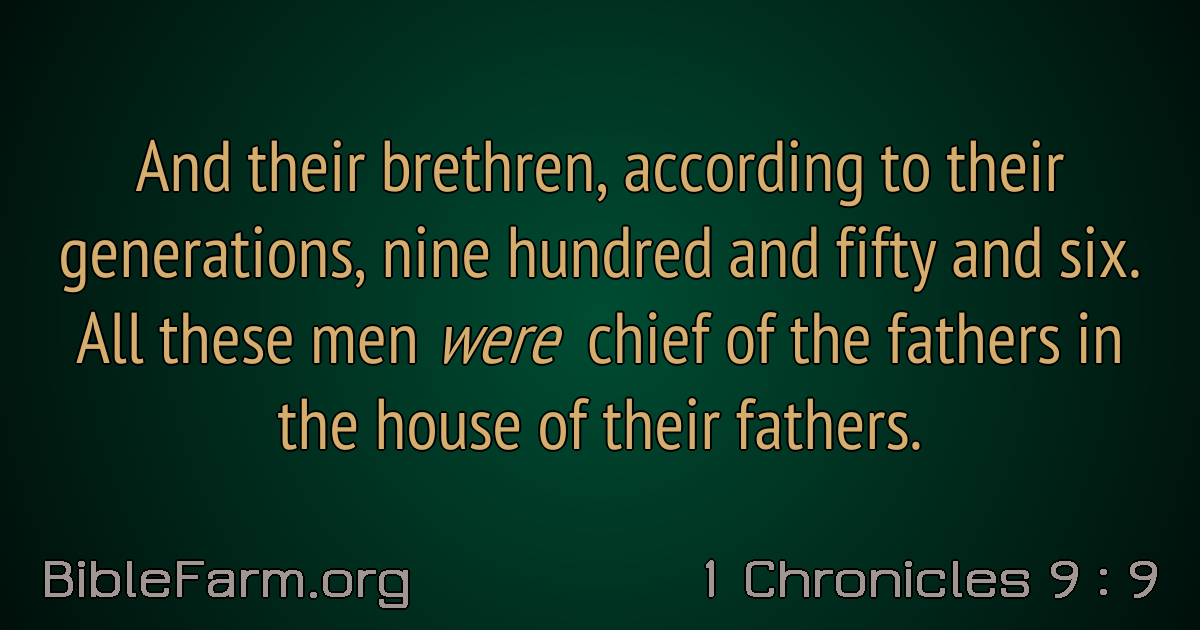 And their brethren, according to their
generations, nine hundred and fifty and six.
All these men were chief of the fathers in
the house of their fathers.
BibleFarm.org
1 Chronicles 9 : 9